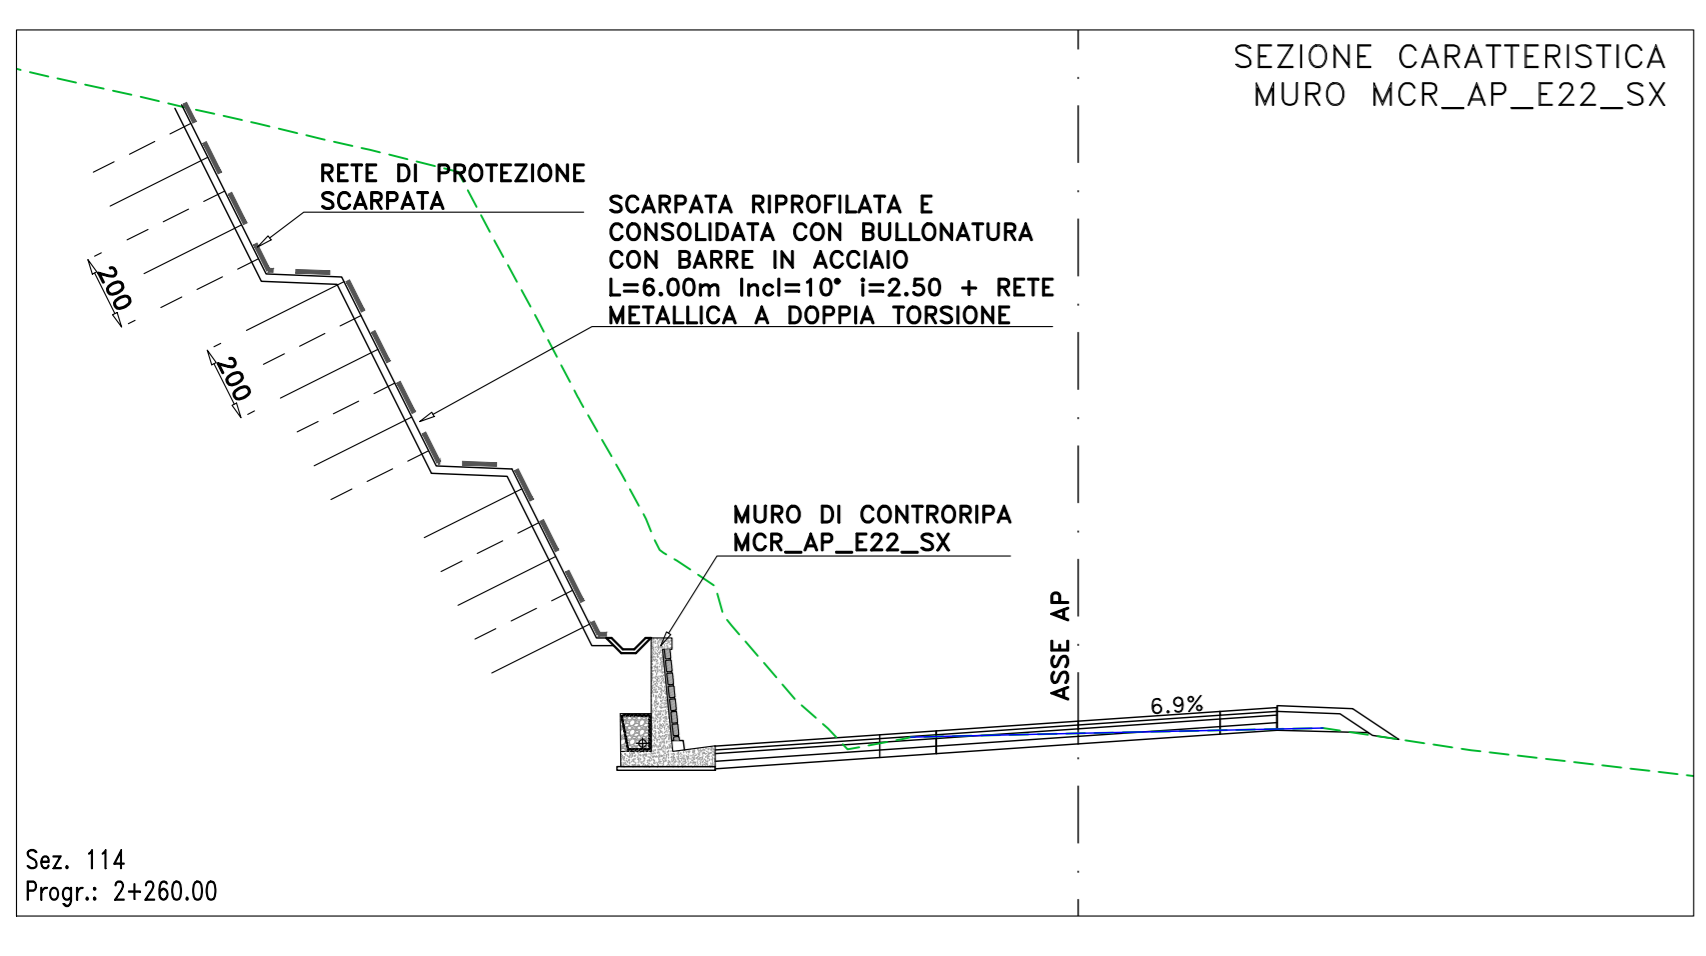 SEZIONE CARATTERISTICA
MURO MCR_AP_E22_SX
RETE DI PROTEZIONE
SCARPATA
SCARPATA RIPROFILATA E
CONSOLIDATA CON BULLONATURA
CON BARRE IN ACCIAIO
L=6.00m Incl=10° i=2.50 + RETE
METALLICA A DOPPIA TORSIONE
200
200
MURO DI CONTRORIPA
MCR_AP_E22_SX
ASSE AP
6.9%
Sez. 114
Progr.: 2+260.00